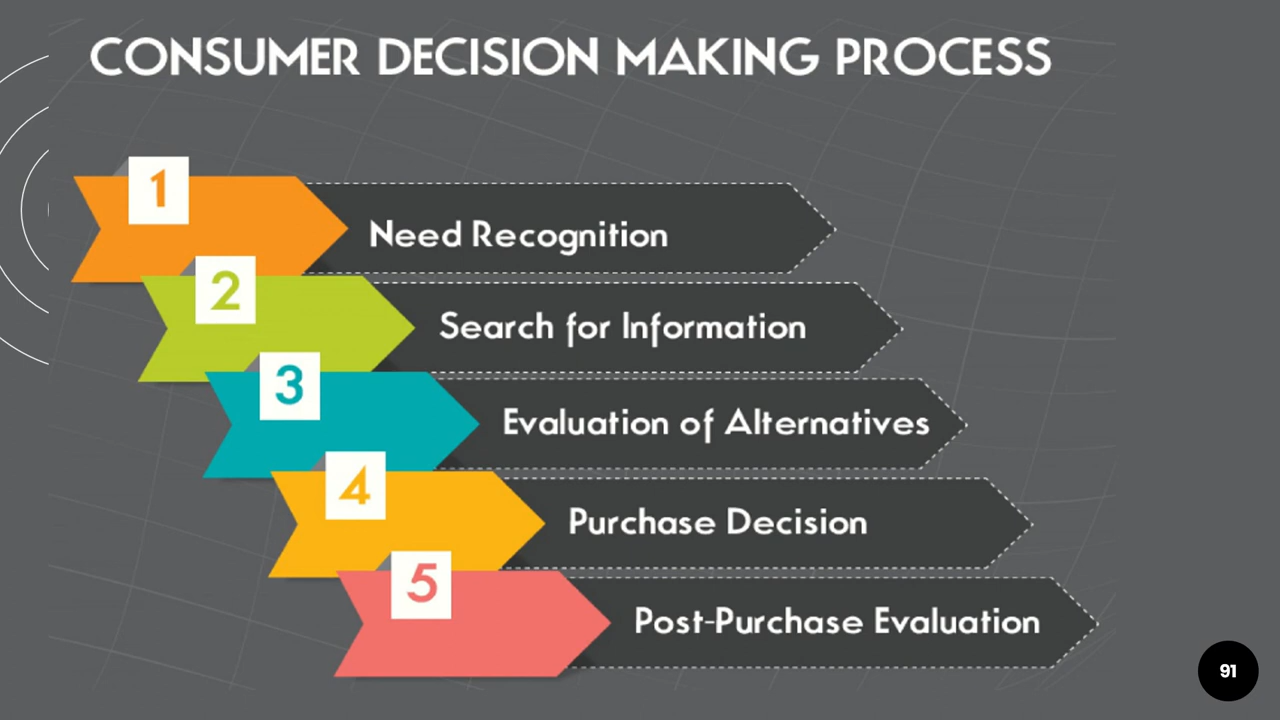 CONSUMER DECISION MAKING PROCESS
1
Need Recognition
2
Search for Information
3
Evaluation of Alternatives
4
Purchase Decision
5
Post-Purchase Evaluation
91